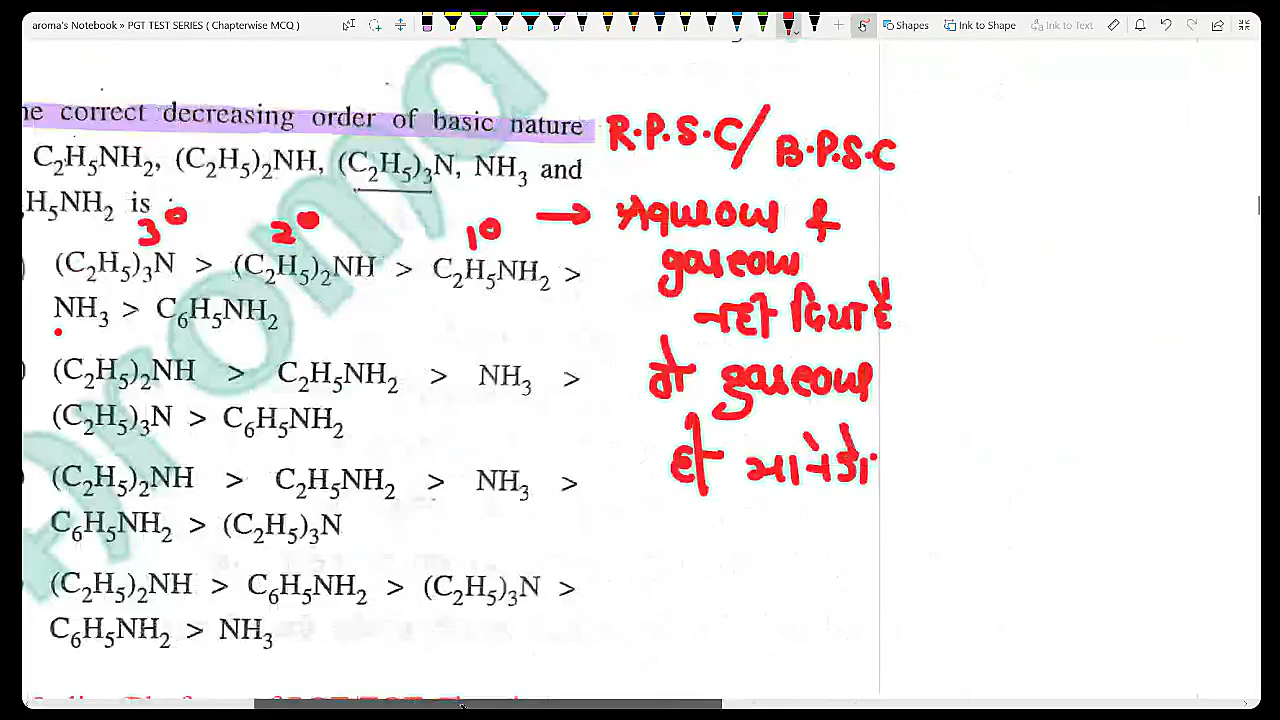 aroma's Notebook » PGT TEST SERIES ( Chapterwise MCQ )
Shapes
Ink to Shape
Ink to Text
ne correct decreasing order of basic nature
C₂H₅NH₂, (C₂H₅)₂NH, (C₂H₅)₃N, NH₃ and
H₅NH₂ is
3° 2° 1°
(C₂H₅)₃N > (C₂H₅)₂NH > C₂H₅NH₂ >
NH₃ > C₆H₅NH₂
(C₂H₅)₂NH > C₂H₅NH₂ > NH₃ >
(C₂H₅)₃N > C₆H₅NH₂
(C₂H₅)₂NH > C₂H₅NH₂ > NH₃ >
C₆H₅NH₂ > (C₂H₅)₃N
(C₂H₅)₂NH > C₆H₅NH₂ > (C₂H₅)₃N >
C₆H₅NH₂ > NH₃
R.P.S.C/ B.P.S.C
→ Aqueous &
gaseous
नही दिया है
तो gaseous
ही मानेंगे
aroma